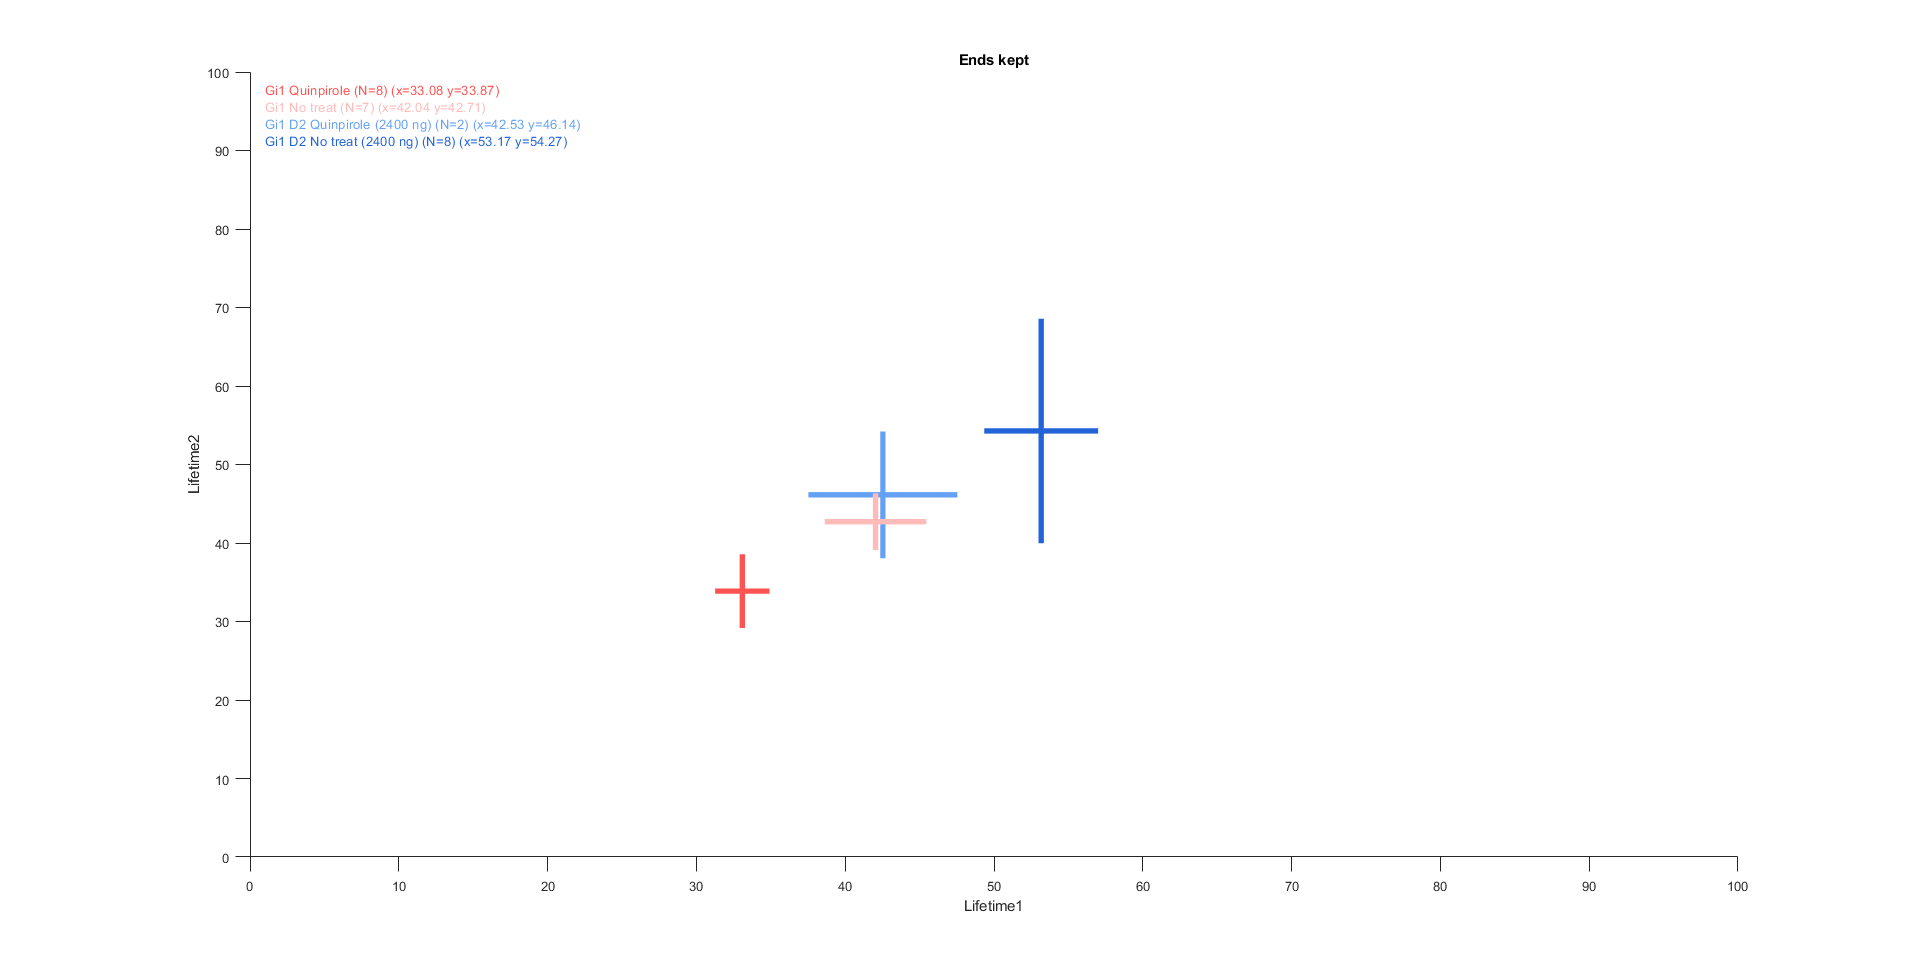 Ends kept
100
Gi1 Quinpirole (N=8) (x=33.08 y=33.87)
Gi1 No treat (N=7) (x=42.04 y=42.71)
Gi1 D2 Quinpirole (2400 ng) (N=2) (x=42.53 y=46.14)
Gi1 D2 No treat (2400 ng) (N=8) (x=53.17 y=54.27)
90
80
70
60
50
40
30
20
10
0
Lifetime2
0 10 20 30 40 50 60 70 80 90 100
Lifetime1